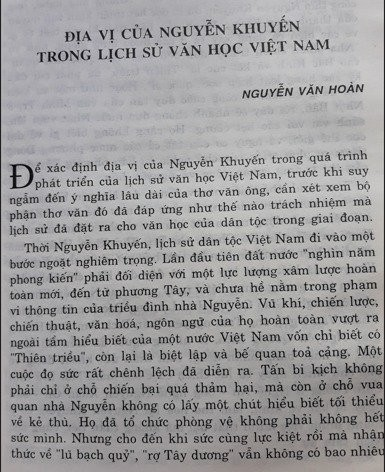 ĐỊA VỊ CỦA NGUYỄN KHUYẾN
TRONG LỊCH SỬ VĂN HỌC VIỆT NAM
NGUYỄN VĂN HOÀN
Để xác định địa vị của Nguyễn Khuyến trong quá trình
phát triển của lịch sử văn học Việt Nam, trước khi suy
ngẫm đến ý nghĩa lâu dài của thơ văn ông, cần xét xem bộ
phận thơ văn đó đã đáp ứng như thế nào trách nhiệm mà
lịch sử đã đặt ra cho văn học của dân tộc trong giai đoạn.
Thời Nguyễn Khuyến, lịch sử dân tộc Việt Nam đi vào một
bước ngoặt nghiêm trọng. Lần đầu tiên đất nước "nghìn năm
phong kiến" phải đối diện với một lực lượng xâm lược hoàn
toàn mới, đến từ phương Tây, và chưa hề nằm trong phạm
vi thông tin của triều đình nhà Nguyễn. Vũ khí, chiến lược,
chiến thuật, văn hoá, ngôn ngữ của họ hoàn toàn vượt ra
ngoài tầm hiểu biết của một nước Việt Nam vốn chỉ biết có
"Thiên triều", còn lại là biệt lập và bế quan toả cảng. Một
cuộc đọ sức rất chênh lệch đã diễn ra. Tấn bi kịch không
phải chỉ ở chỗ chiến bại quá thảm hại, mà còn ở chỗ vua
quan nhà Nguyễn không có lấy một chút hiểu biết tối thiểu
về kẻ thù. Họ đã tổ chức phòng vệ không phải không hết
sức mình. Nhưng cho đến khi sức cùng lực kiệt rồi mà nhận
thức về "lú bạch quỷ", "rợ Tây dương" vẫn không có bao nhiêu